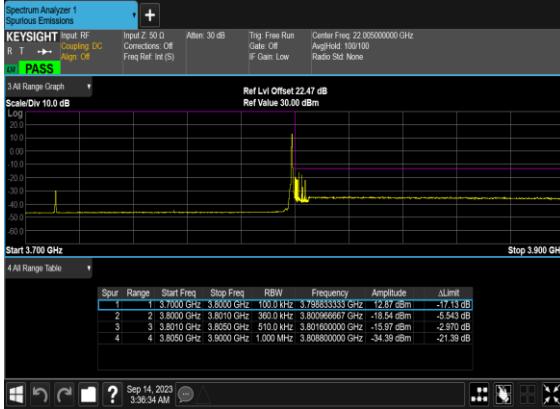 Spectrum Analyzer 1
Spurious Emissions
+
KEYSIGHT Input: RF Input Z: 50 Ω Atten: 30 dB Trig: Free Run Center Freq: 22.005000000 GHz
R T Coupling: DC Corrections: Off Gate: Off Avg|Hold: 100/100
Align: Off Freq Ref: Int (S) IF Gain: Low Radio Std: None
PASS
3 All Range Graph
Ref Lvl Offset 22.47 dB
Scale/Div 10.0 dB Ref Value 30.00 dBm
Log
20.0
10.0
0.00
-10.0
-20.0
-30.0
-40.0
-50.0
-60.0
Start 3.700 GHz Stop 3.900 GH
4 All Range Table
Spur Range Start Freq Stop Freq RBW Frequency Amplitude ΔLimit
1 1 3.7000 GHz 3.8000 GHz 100.0 kHz 3.798833333 GHz 12.87 dBm -17.13 dB
2 2 3.8000 GHz 3.8010 GHz 360.0 kHz 3.800966667 GHz -18.54 dBm -5.543 dB
3 3 3.8010 GHz 3.8050 GHz 510.0 kHz 3.801600000 GHz -15.97 dBm -2.970 dB
4 4 3.8050 GHz 3.9000 GHz 1.000 MHz 3.808800000 GHz -34.39 dBm -21.39 dB
? Sep 14, 2023
3:36:34 AM